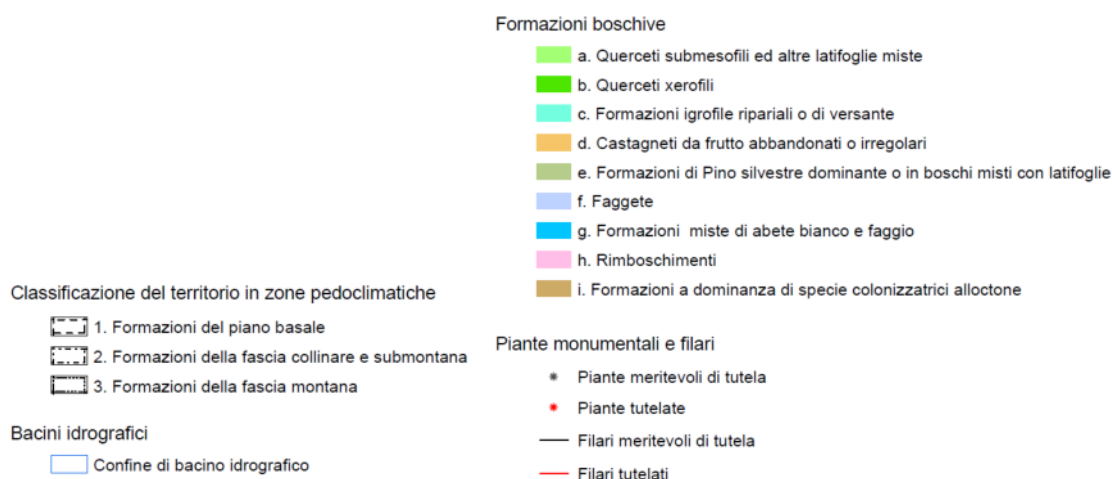 Formazioni boschive
a. Querceti submesofili ed altre latifoglie miste
b. Querceti xerofili
c. Formazioni igrofile ripariali o di versante
d. Castagneti da frutto abbandonati o irregolari
e. Formazioni di Pino silvestre dominante o in boschi misti con latifoglie
f. Faggete
g. Formazioni miste di abete bianco e faggio
h. Rimboschimenti
i. Formazioni a dominanza di specie colonizzatrici alloctone
Classificazione del territorio in zone pedoclimatiche
1. Formazioni del piano basale
2. Formazioni della fascia collinare e submontana
3. Formazioni della fascia montana
Bacini idrografici
Confine di bacino idrografico
Piante monumentali e filari
Piante meritevoli di tutela
Piante tutelate
Filari meritevoli di tutela
Filari tutelati